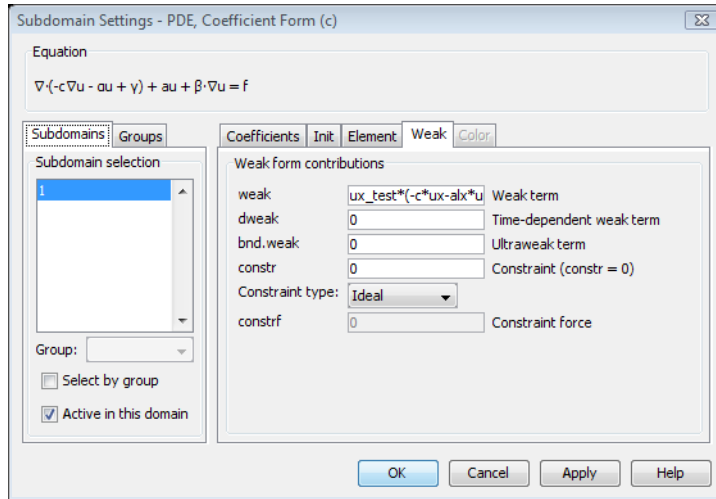 Subdomain Settings - PDE, Coefficient Form (c)
Equation
∇·(-c∇u - αu + γ) + au + β·∇u = f
Subdomains Groups
Coefficients Init Element Weak Color
Subdomain selection
1
Group:
Select by group
Active in this domain
Weak form contributions
weak ux_test*(-c*ux-alx*u Weak term
dweak 0 Time-dependent weak term
bnd.weak 0 Ultraweak term
constr 0 Constraint (constr = 0)
Constraint type: Ideal
constrf 0 Constraint force
OK Cancel Apply Help